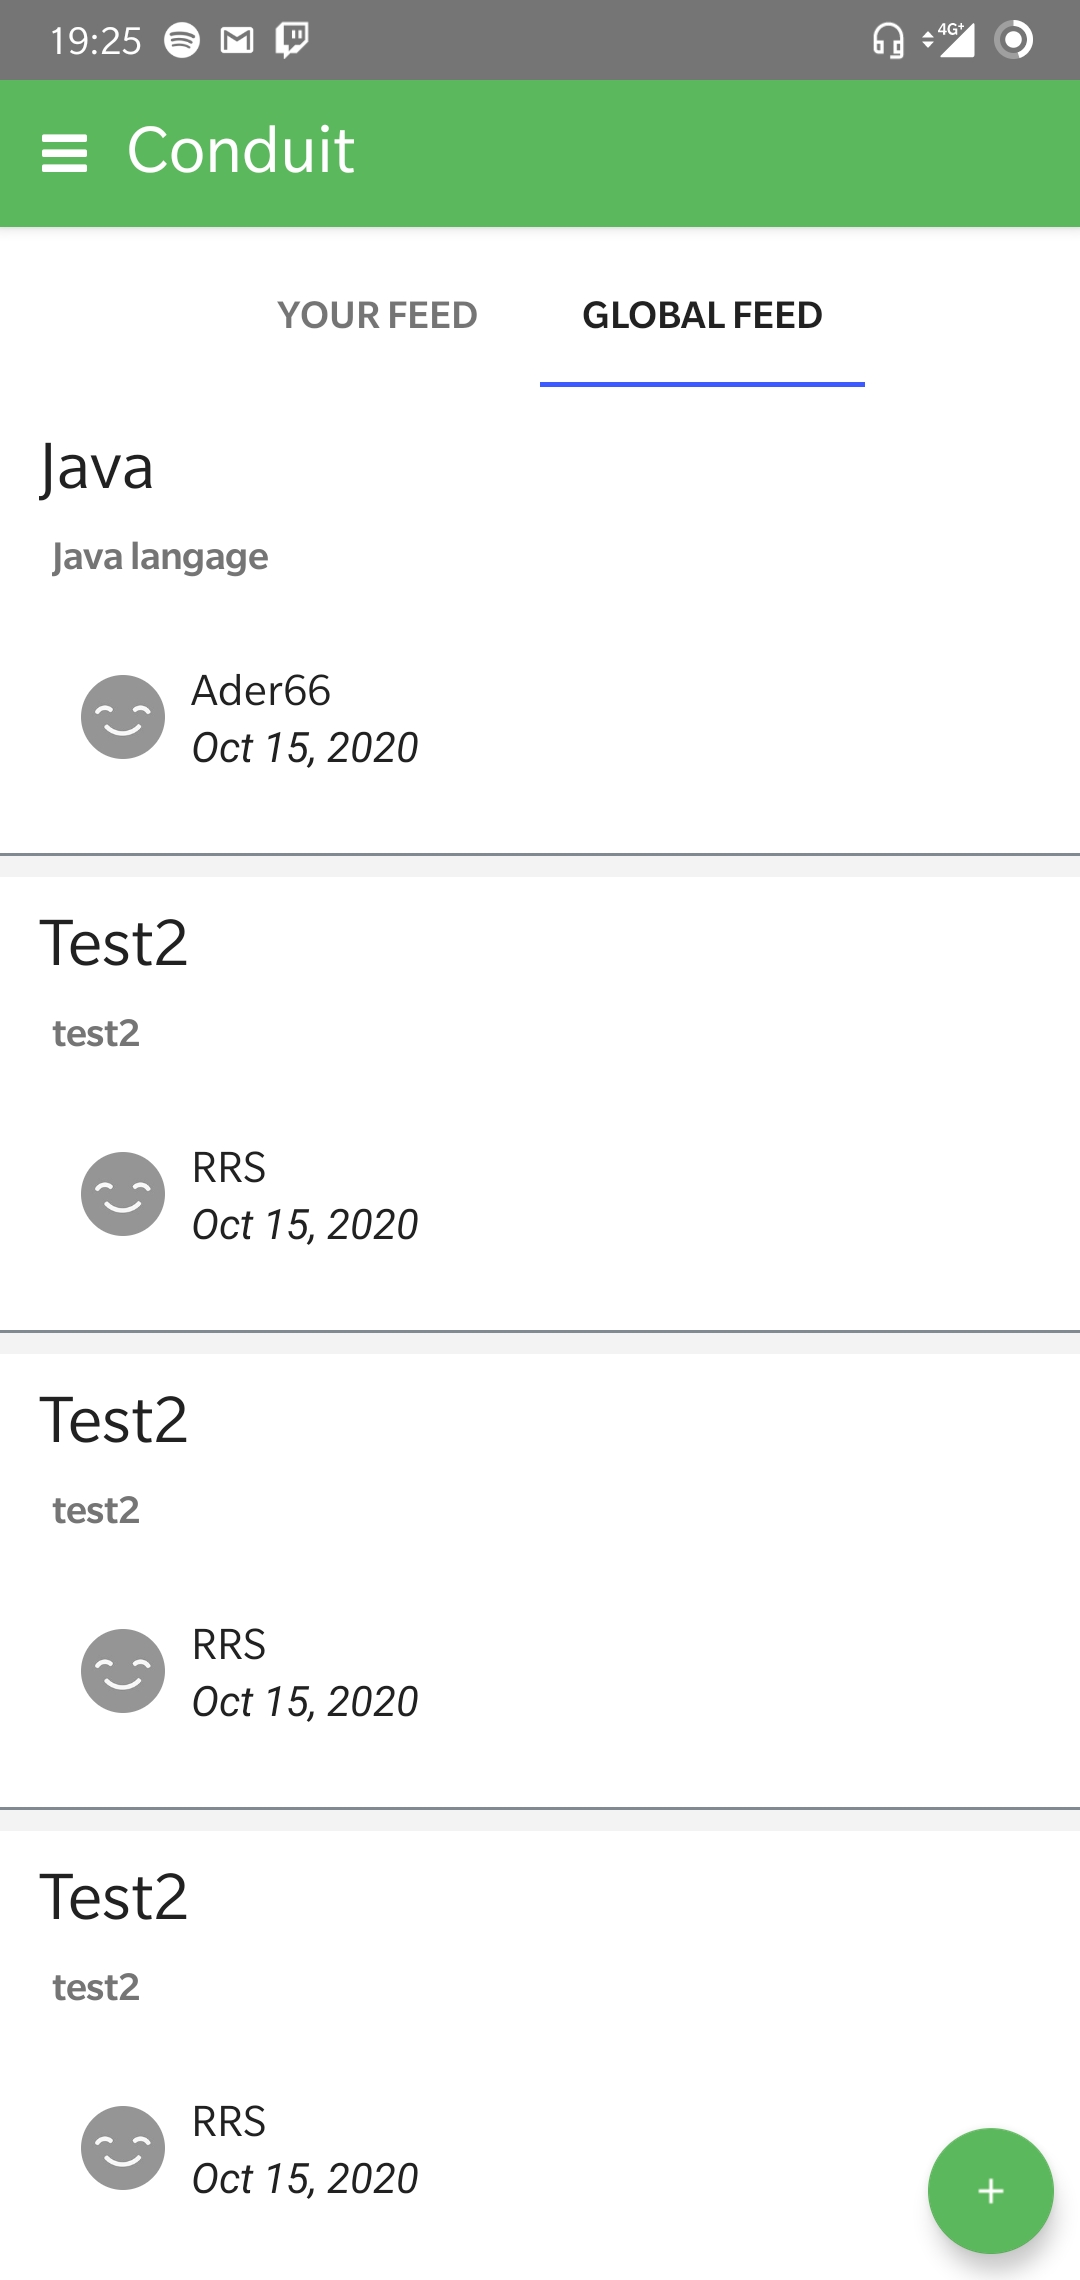 19:25
4G+
Conduit
YOUR FEED
GLOBAL FEED
Java
Java langage
Ader66
Oct 15, 2020
Test2
test2
RRS
Oct 15, 2020
Test2
test2
RRS
Oct 15, 2020
Test2
test2
RRS
Oct 15, 2020
+